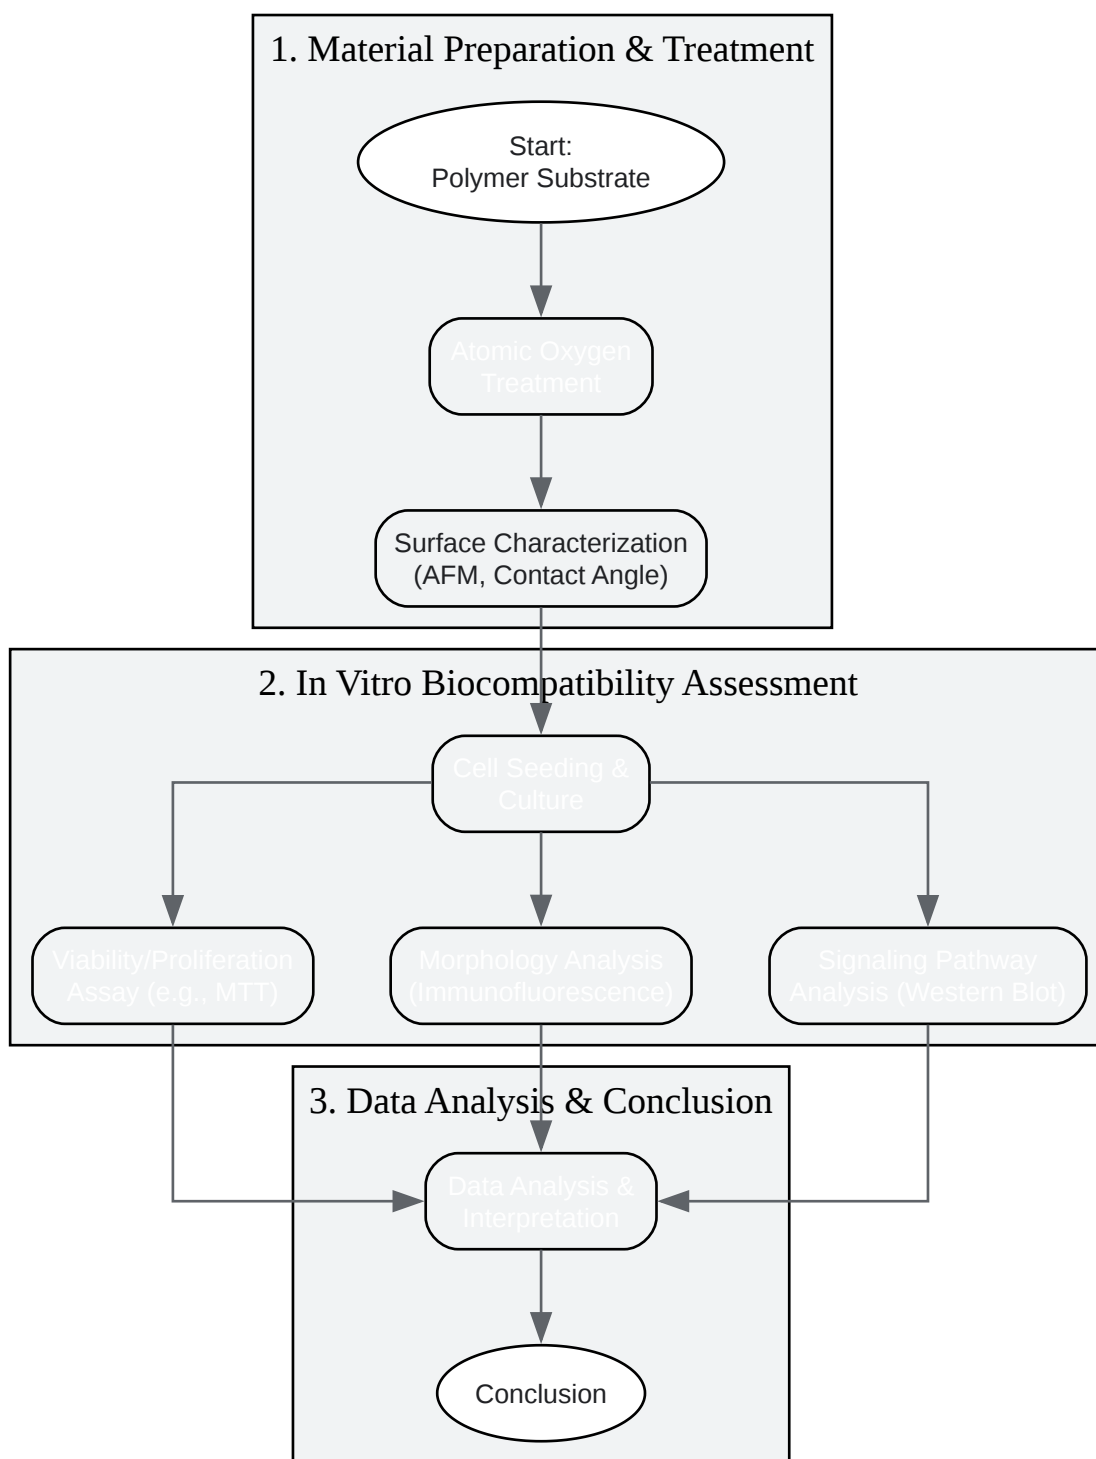 1. Material Preparation & Treatment
Start:
Polymer Substrate
Atomic Oxygen
Treatment
Surface Characterization
(AFM, Contact Angle)
2. In Vitro Biocompatibility Assessment
Cell Seeding &
Culture
Viability/Proliferation
Assay (e.g., MTT)
Morphology Analysis
(Immunofluorescence)
Signaling Pathway
Analysis (Western Blot)
3. Data Analysis & Conclusion
Data Analysis &
Interpretation
Conclusion